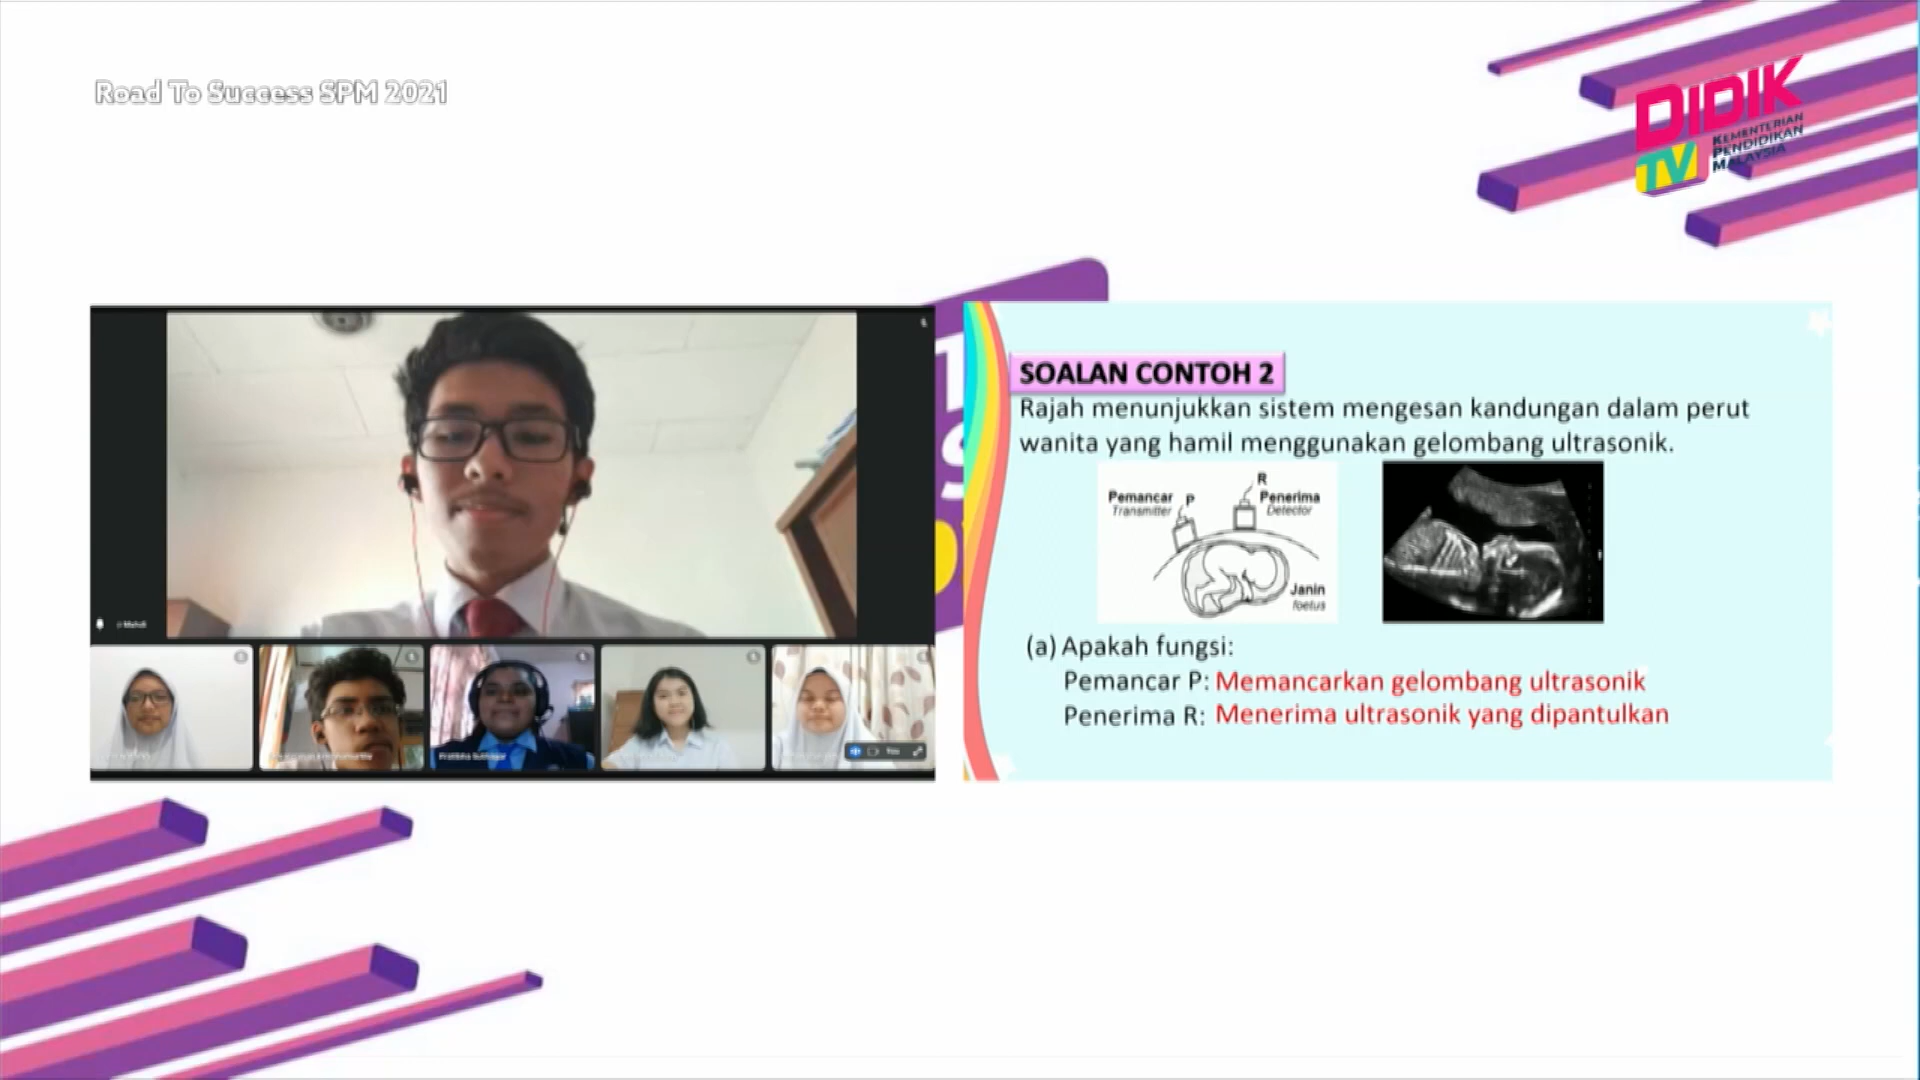 Road To Success SPM 2021
DIDIK
TV
KEMENTERIAN
PENDIDIKAN
MALAYSIA
SOALAN CONTOH 2
Rajah menunjukkan sistem mengesan kandungan dalam perut
wanita yang hamil menggunakan gelombang ultrasonik.
R
Pemancar P Penerima
Transmitter Detector
Janin
foetus
(a) Apakah fungsi:
Pemancar P: Memancarkan gelombang ultrasonik
Penerima R: Menerima ultrasonik yang dipantulkan
You